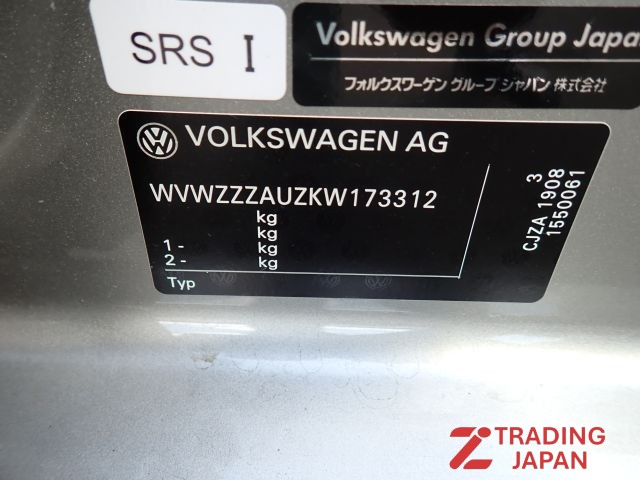 SRS I
Volkswagen Group Japa
フォルクスワーゲン グループ ジャパン 株式会社
VOLKSWAGEN AG
WVWZZZAUZKW173312
kg
kg
1 - kg
2 - kg
Typ
3
CJZA 1908
1550061
TRADING
JAPAN